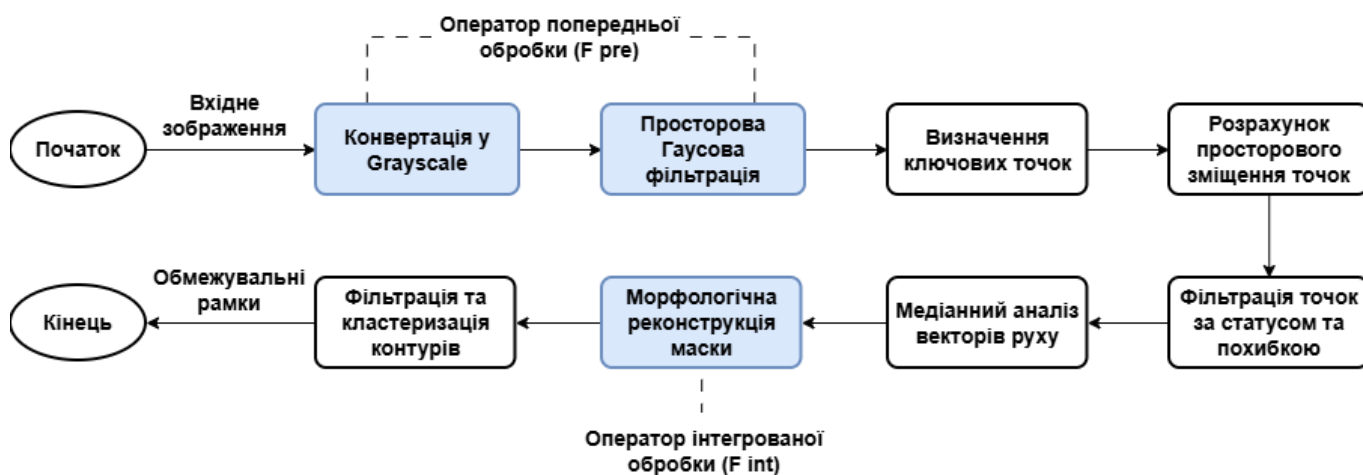 Оператор попередньої
обробки (F pre)
Вхідне
зображення
Початок
Конвертація у
Grayscale
Просторова
Гаусова
фільтрація
Визначення
ключових точок
Розрахунок
просторового
зміщення точок
Обмежувальні
рамки
Кінець
Фільтрація та
кластеризація
контурів
Морфологічна
реконструкція
маски
Медіанний аналіз
векторів руху
Фільтрація точок
за статусом та
похибкою
Оператор інтегрованої
обробки (F int)